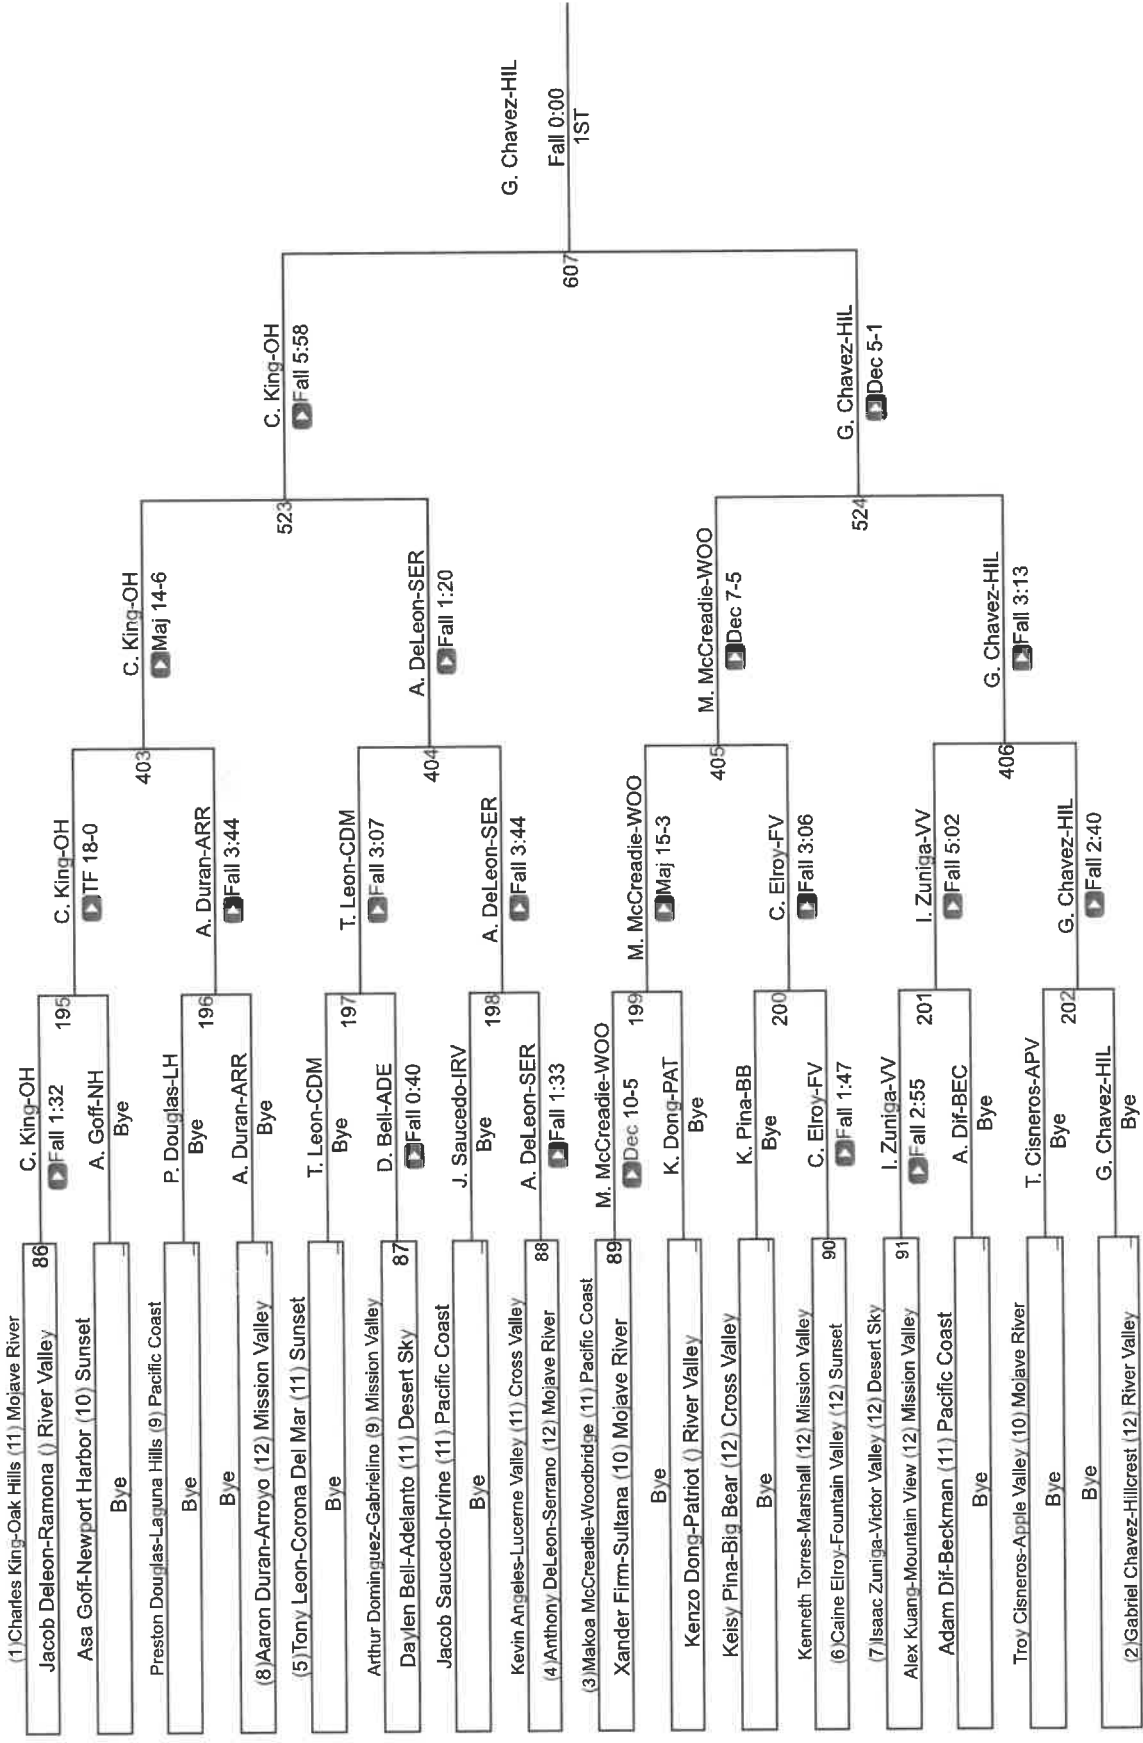 (1)Charles King-Oak Hills (11) Mojave River
86
Jacob Deleon-Ramona () River Valley
Asa Goff-Newport Harbor (10) Sunset
Bye
Preston Douglas-Laguna Hills (9) Pacific Coast
Bye
Bye
(8)Aaron Duran-Arroyo (12) Mission Valley
(5)Tony Leon-Corona Del Mar (11) Sunset
Bye
Arthur Dominguez-Gabrielino (9) Mission Valley
87
Daylen Bell-Adelanto (11) Desert Sky
Jacob Saucedo-Irvine (11) Pacific Coast
Bye
Kevin Angeles-Lucerne Valley (11) Cross Valley
88
(4)Anthony DeLeon-Serrano (12) Mojave River
(3)Makoa McCreadie-Woodbridge (11) Pacific Coast
89
Xander Firm-Sultana (10) Mojave River
Bye
Kenzo Dong-Patriot () River Valley
Keisy Pina-Big Bear (12) Cross Valley
Bye
Kenneth Torres-Marshall (12) Mission Valley
90
(6)Caine Elroy-Fountain Valley (12) Sunset
(7)Isaac Zuniga-Victor Valley (12) Desert Sky
91
Alex Kuang-Mountain View (12) Mission Valley
Adam Dif-Beckman (11) Pacific Coast
Bye
Troy Cisneros-Apple Valley (10) Mojave River
Bye
Bye
(2)Gabriel Chavez-Hillcrest (12) River Valley
C. King-OH
Fall 1:32
195
A. Goff-NH
Bye
P. Douglas-LH
Bye
196
A. Duran-ARR
Bye
T. Leon-CDM
Bye
197
D. Bell-ADE
Fall 0:40
J. Saucedo-IRV
Bye
198
A. DeLeon-SER
Fall 1:33
M. McCreadie-WOO
Dec 10-5
199
K. Dong-PAT
Bye
K. Pina-BB
Bye
200
C. Elroy-FV
Fall 1:47
I. Zuniga-VV
Fall 2:55
201
A. Dif-BEC
Bye
T. Cisneros-APV
Bye
202
G. Chavez-HIL
Bye
C. King-OH
TF 18-0
403
A. Duran-ARR
Fall 3:44
T. Leon-CDM
Fall 3:07
404
A. DeLeon-SER
Fall 3:44
M. McCreadie-WOO
Maj 15-3
405
C. Elroy-FV
Fall 3:06
I. Zuniga-VV
Fall 5:02
406
G. Chavez-HIL
Fall 2:40
C. King-OH
Maj 14-6
523
A. DeLeon-SER
Fall 1:20
M. McCreadie-WOO
Dec 7-5
524
G. Chavez-HIL
Fall 3:13
C. King-OH
Fall 5:58
607
G. Chavez-HIL
Dec 5-1
G. Chavez-HIL
Fall 0:00
1ST